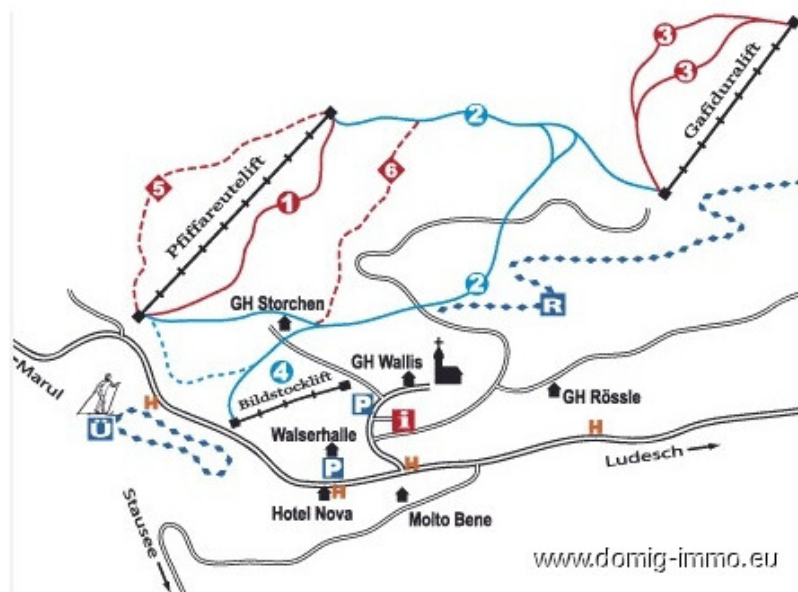 3
3
Gafiduralift
2
5
Pfiffareutelift
1
6
2
R
GH Storchen
GH Wallis
4
Bildstocklift
-Marul
H
Ü
P
i
GH Rössle
H
Walserhalle
P
H
Ludesch
Hotel Nova
H
Molto Bene
Stausee
www.domig-immo.eu